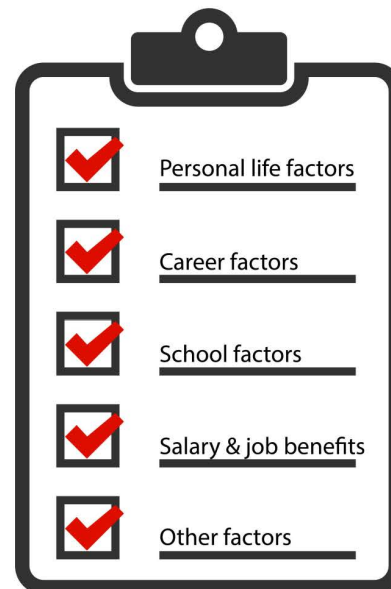 Personal life factors
Career factors
School factors
Salary & job benefits
Other factors